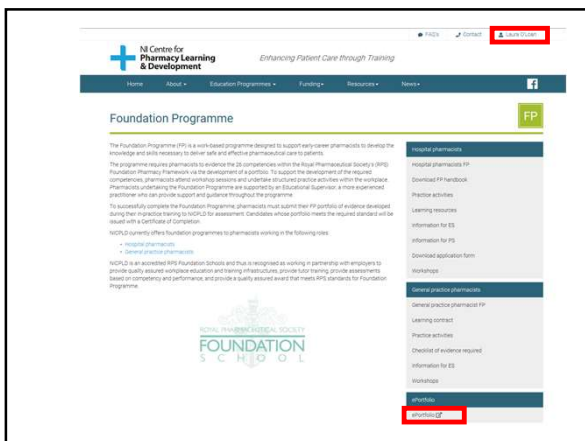 FAQs Contact Laura O'Loan
NI Centre for
Pharmacy Learning
& Development
Enhancing Patient Care through Training
Home About Education Programmes Funding Resources News
Foundation Programme
FP
The Foundation Programme (FP) is a work-based programme designed to support early-career pharmacists to develop the
knowledge and skills necessary to deliver safe and effective pharmaceutical care to patients.
The programme requires pharmacists to evidence the 26 competencies within the Royal Pharmaceutical Society's (RPS)
Foundation Pharmacy Framework via the development of a portfolio. To support the development of the required
competencies, pharmacists attend workshop sessions and undertake structured practice activities within the workplace.
Pharmacists undertaking the Foundation Programme are supported by an Educational Supervisor, a more experienced
practitioner who can provide support and guidance throughout the programme.
To successfully complete the Foundation Programme, pharmacists must submit their FP portfolio of evidence developed
during their in-practice training to NICPLD for assessment. Candidates whose portfolio meets the required standard will be
issued with a Certificate of Completion.
NICPLD currently offers foundation programmes to pharmacists working in the following roles:
Hospital pharmacists
General practice pharmacists
NICPLD is an accredited RPS Foundation Schools and thus is recognised as working in partnership with employers to
provide quality assured workplace education and training infrastructures, provide tutor training, provide assessments
based on competency and performance, and provide a quality assured award that meets RPS standards for Foundation
Programme.
ROYAL PHARMACEUTICAL SOCIETY
FOUNDATION
SCHOOL
Hospital pharmacists
Hospital pharmacists FP
Download FP handbook
Practice activities
Learning resources
Information for ES
Information for PS
Download application form
Workshops
General practice pharmacists
General practice pharmacist FP
Learning contract
Practice activities
Checklist of evidence required
Information for ES
Workshops
ePortfolio
ePortfolio